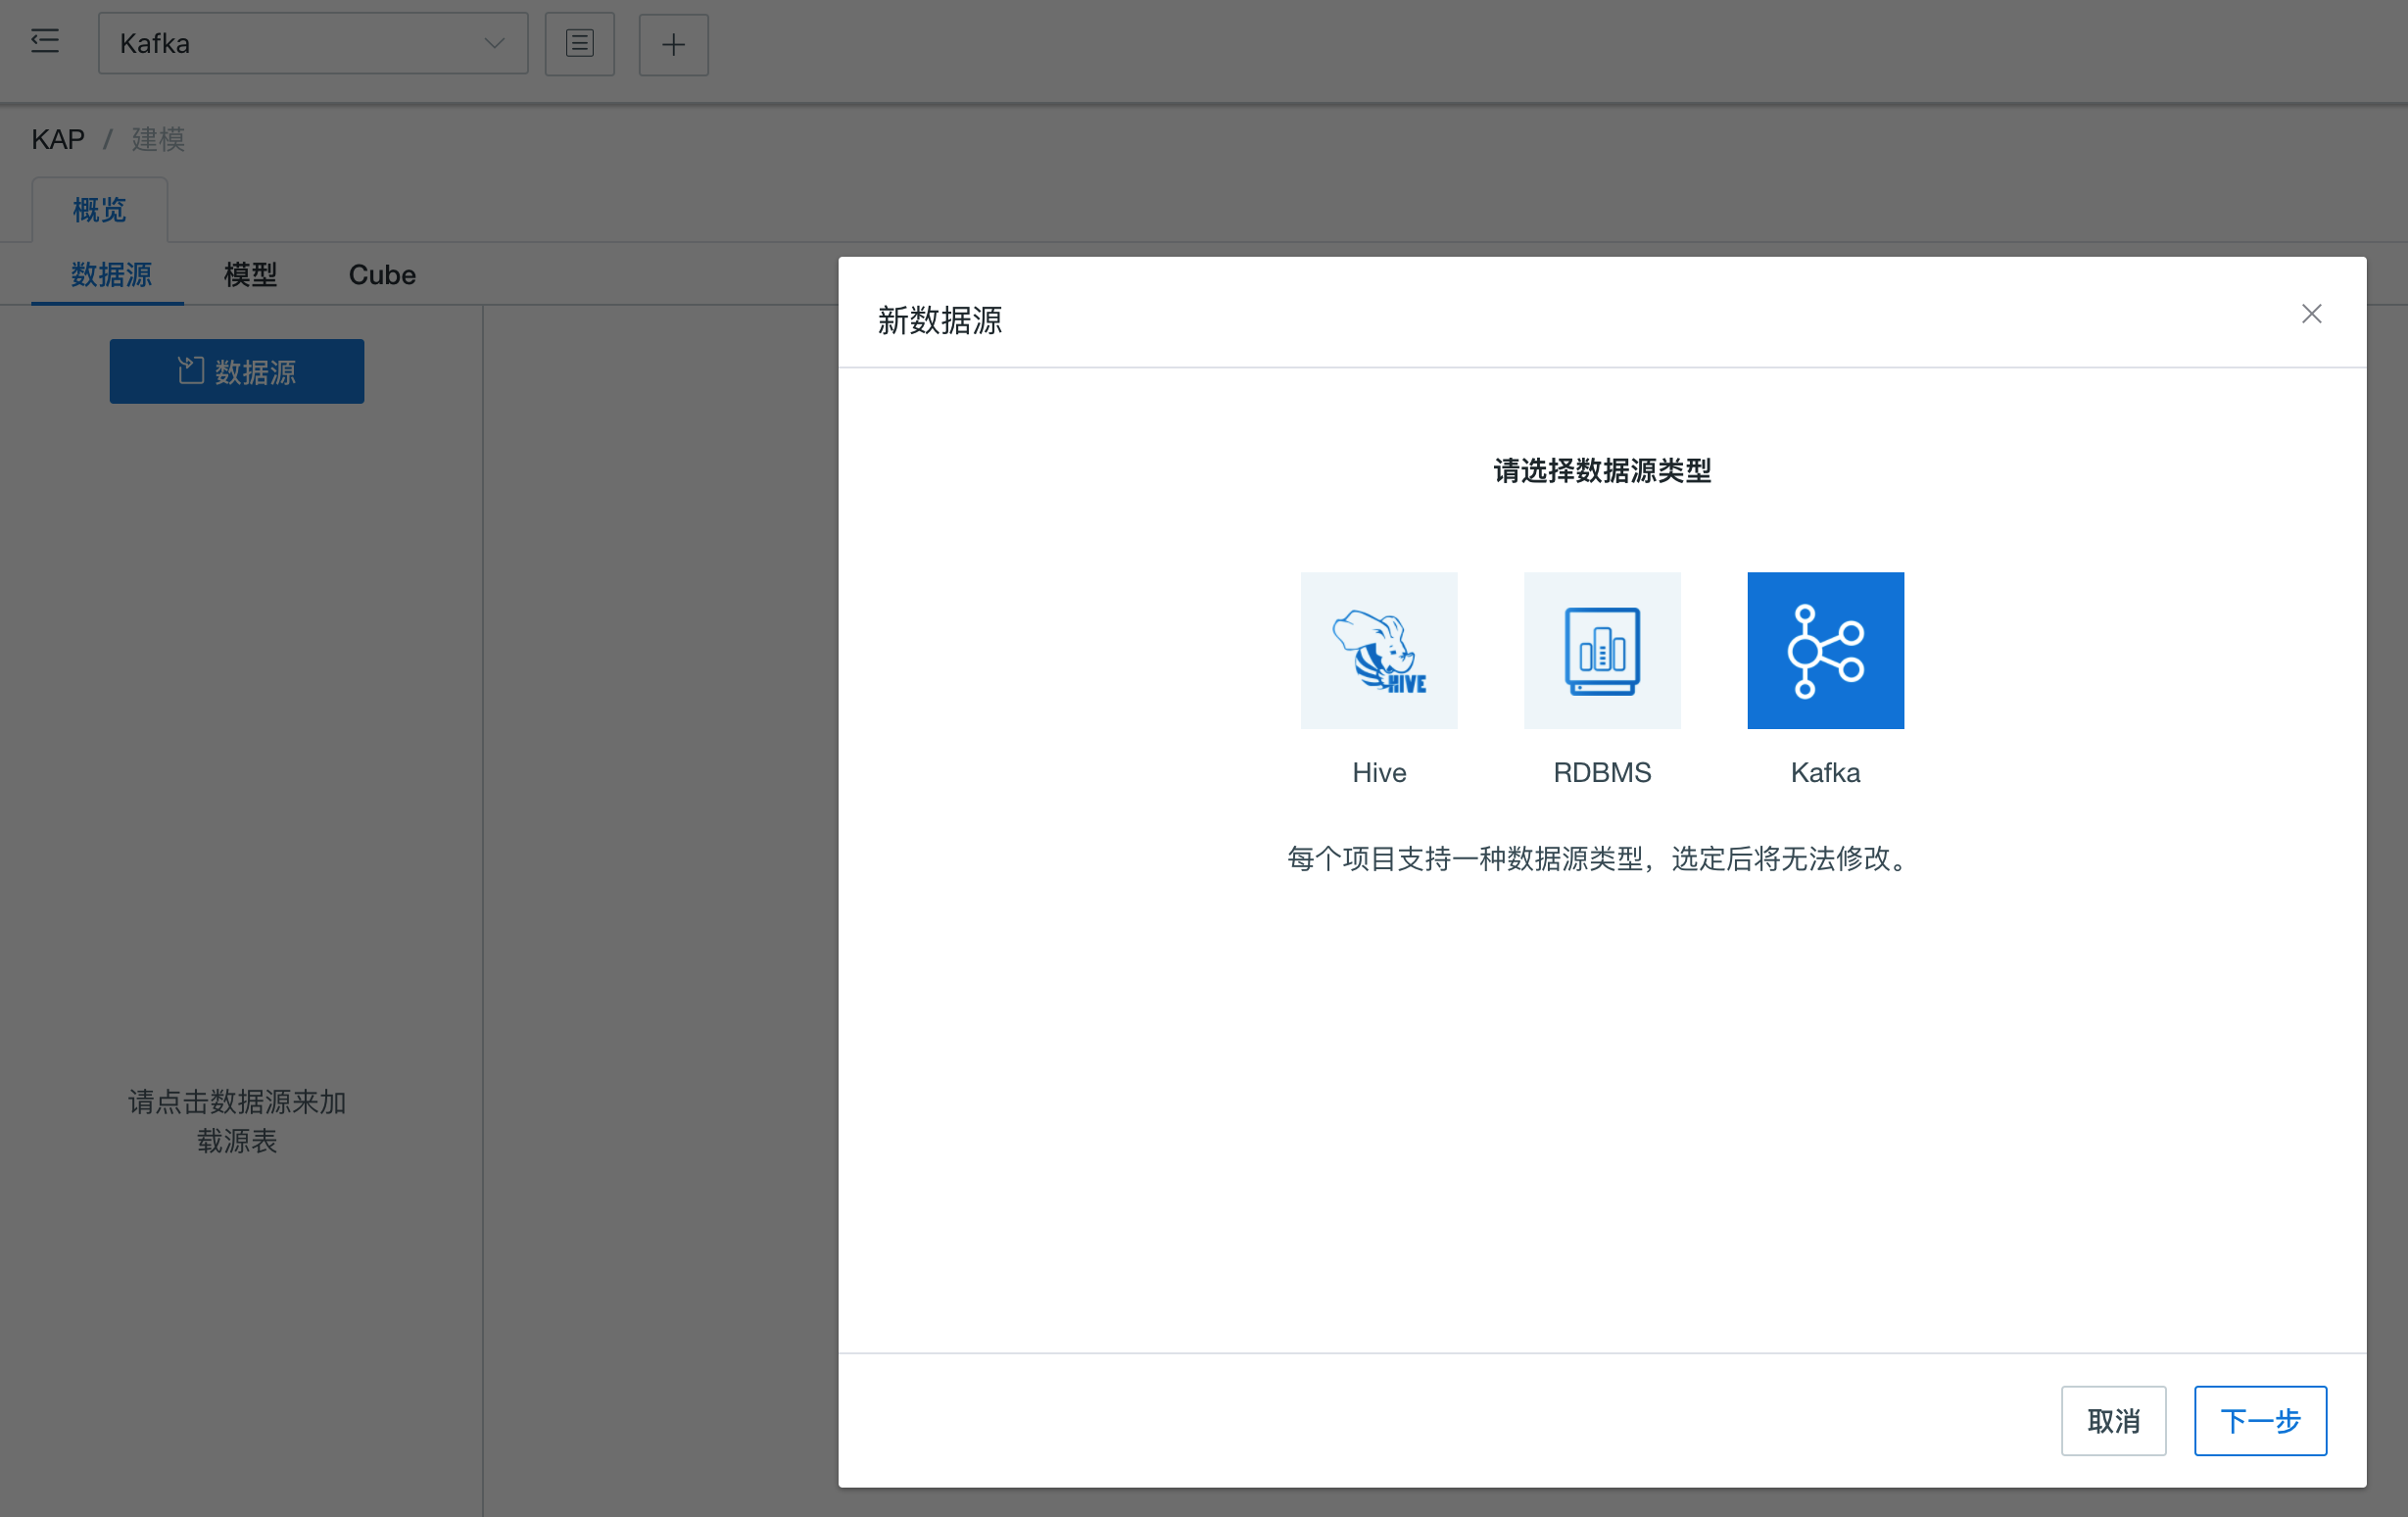 Kafka
KAP / 建模
概览
数据源 模型 Cube
数据源
请点击数据源来加
载源表
新数据源
请选择数据源类型
HIVE
Hive RDBMS Kafka
每个项目支持一种数据源类型，选定后将无法修改。
取消 下一步